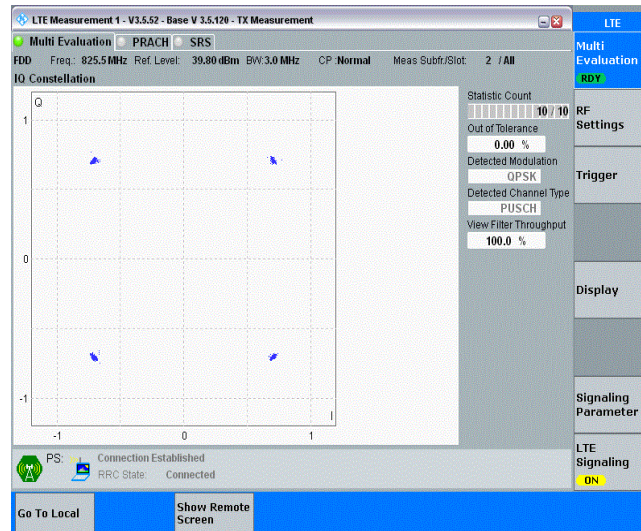 LTE Measurement 1 - V3.5.52 - Base V 3.5.120 - TX Measurement
LTE
Multi Evaluation PRACH SRS
Multi
Evaluation
RDY
FDD Freq.: 825.5 MHz Ref. Level: 39.80 dBm BW:3.0 MHz CP :Normal Meas Subfr./Slot: 2 / All
IQ Constellation
Q
1
0
-1
-1 0 1
I
Statistic Count
10 / 10
Out of Tolerance
0.00 %
Detected Modulation
QPSK
Detected Channel Type
PUSCH
View Filter Throughput
100.0 %
RF
Settings
Trigger
Display
Signaling
Parameter
LTE
Signaling
ON
PS: Connection Established
RRC State: Connected
Go To Local
Show Remote
Screen